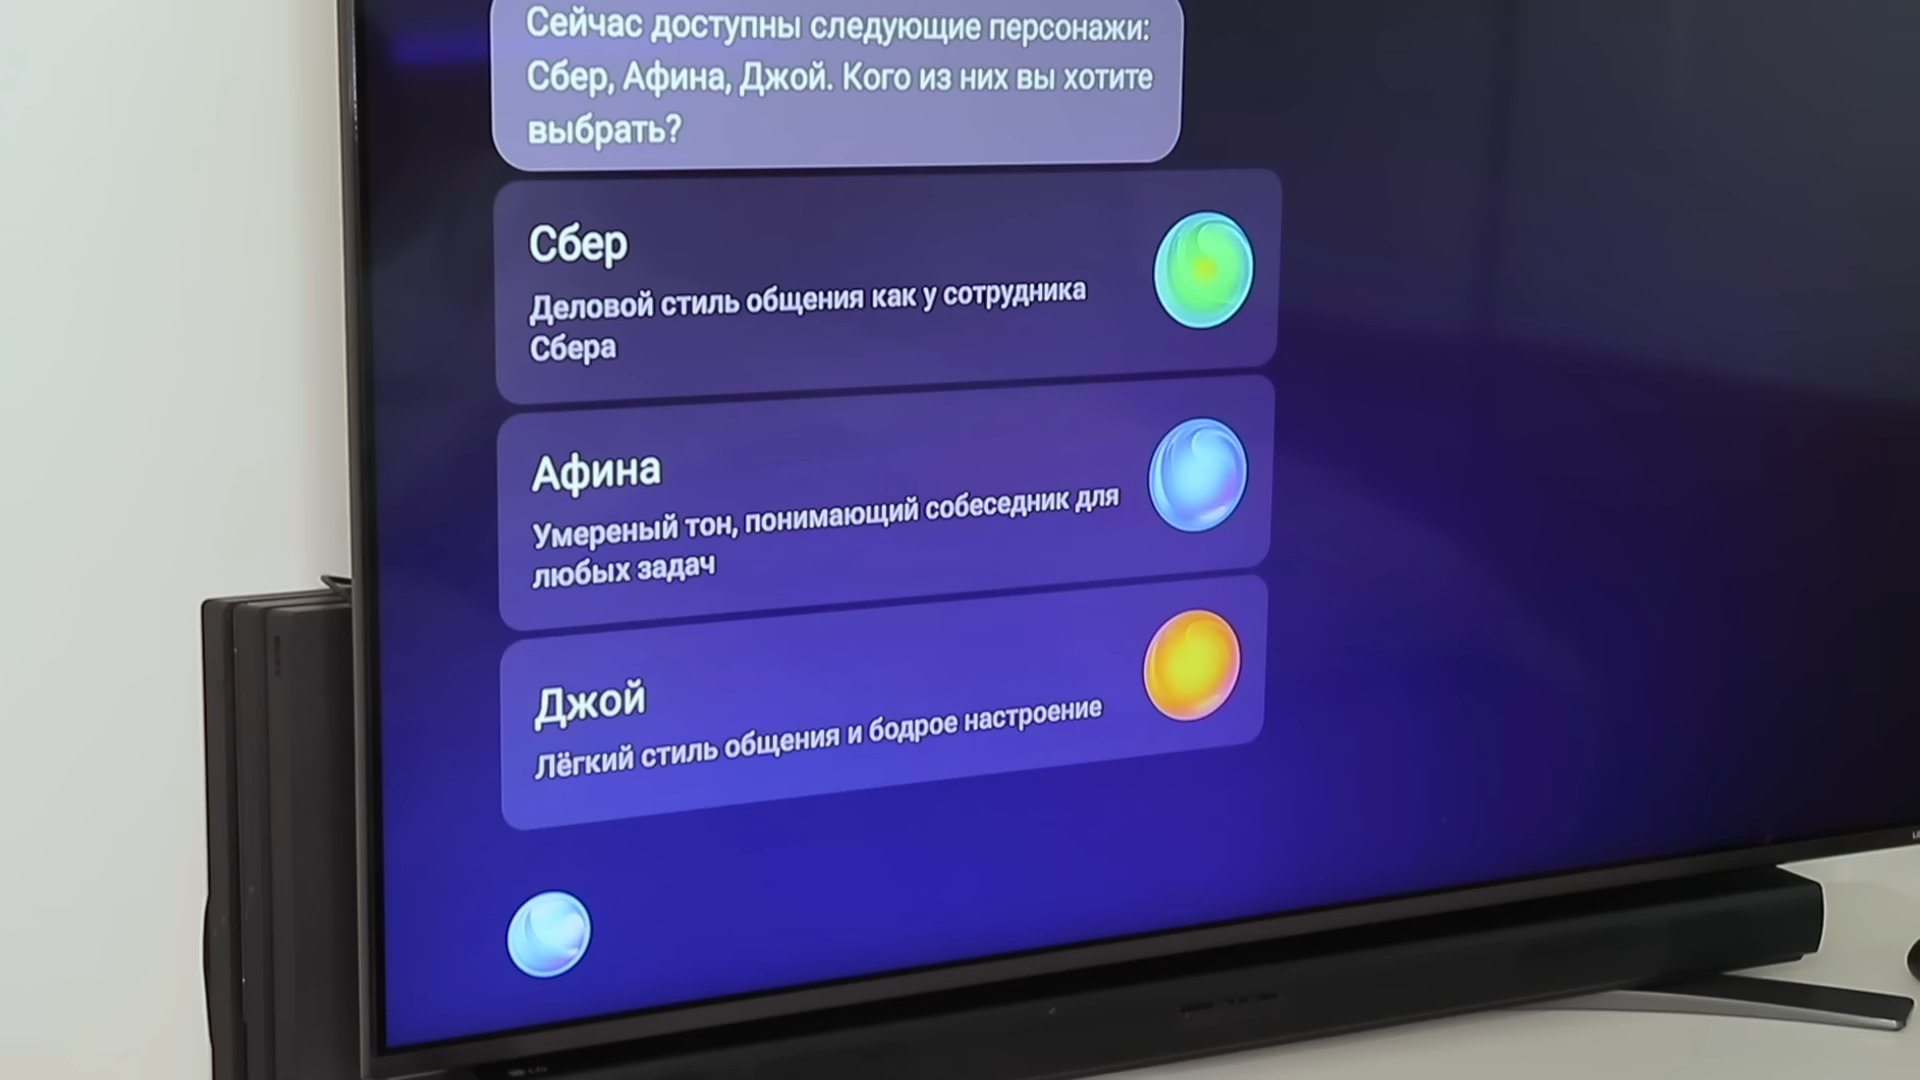 Сейчас доступны следующие персонажи:
Сбер, Афина, Джой. Кого из них вы хотите
выбрать?
Сбер
Деловой стиль общения как у сотрудника
Сбера
Афина
Умереный тон, понимающий собеседник для
любых задач
Джой
Лёгкий стиль общения и бодрое настроение
LG